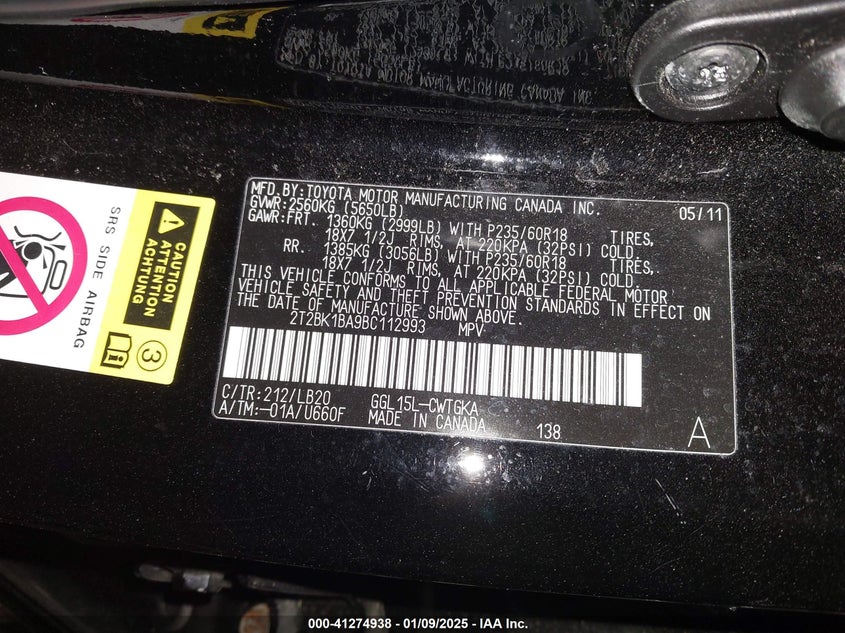 MFD. BY: TOYOTA MOTOR MANUFACTURING CANADA INC. 05/11
GVWR: 2560KG (5650LB)
GAWR: FRT. 1360KG (2999LB) WITH P235/60R18 TIRES,
18X7 1/2J RIMS, AT 220KPA (32PSI) COLD.
RR. 1385KG (3056LB) WITH P235/60R18 TIRES,
18X7 1/2J RIMS, AT 220KPA (32PSI) COLD.
THIS VEHICLE CONFORMS TO ALL APPLICABLE FEDERAL MOTOR
VEHICLE SAFETY AND THEFT PREVENTION STANDARDS IN EFFECT ON
THE DATE OF MANUFACTURE SHOWN ABOVE.
2T2BK1BA9BC112993 MPV
C/TR: 212/LB20 GGL15L-CWTGKA
A/TM: -01A/U660F MADE IN CANADA 138 A
SRS SIDE AIRBAG
CAUTION
ATTENTION
ACHTUNG
3
000-41274938 - 01/09/2025 - IAA Inc.